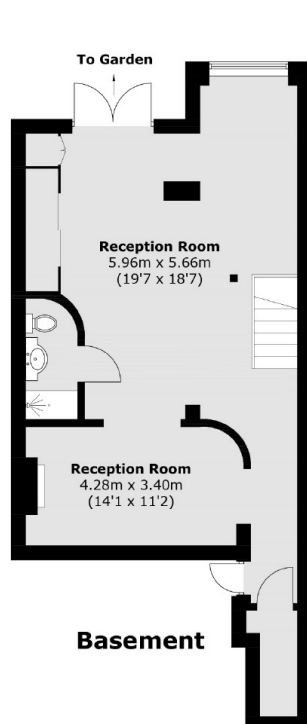 To Garden
Reception Room
5.96m x 5.66m
(19'7 x 18'7)
Reception Room
4.28m x 3.40m
(14'1 x 11'2)
Basement